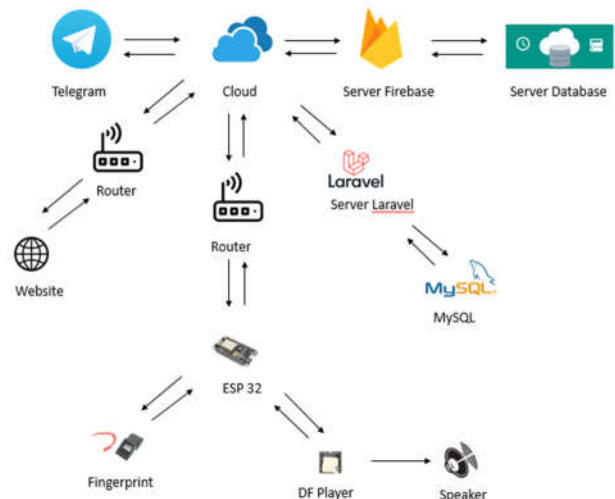 Telegram
Cloud
Server Firebase
Server Database
Router
Laravel
Server Laravel
Router
Website
MySQL
MySQL
ESP 32
Fingerprint
DF Player
Speaker